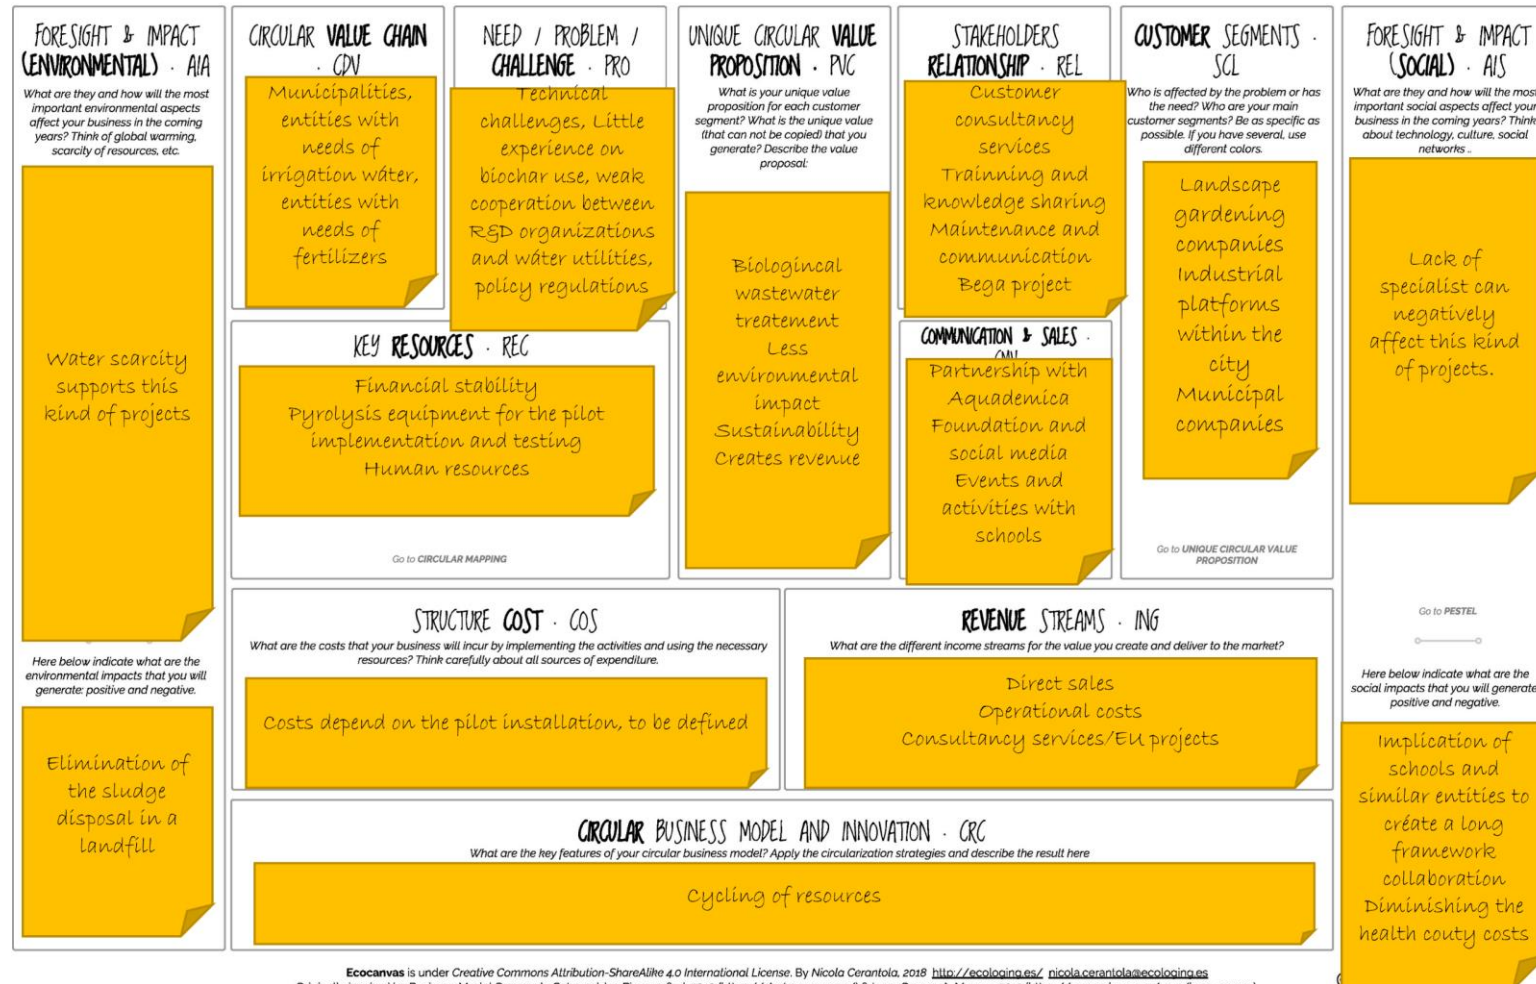 FORESIGHT & IMPACT
(ENVIRONMENTAL) · AIA
What are they and how will the most
important environmental aspects
affect your business in the coming
years? Think of global warming,
scarcity of resources, etc.
Water scarcity
supports this
kind of projects
Here below indicate what are the
environmental impacts that you will
generate: positive and negative.
Elimination of
the sludge
disposal in a
landfill
CIRCULAR VALUE CHAIN
· CDV
Municipalities,
entities with
needs of
irrigation wáter,
entities with
needs of
fertilizers
NEED / PROBLEM /
CHALLENGE · PRO
Technical
challenges, Little
experience on
biochar use, weak
cooperation between
R&D organizations
and wáter utilities,
policy regulations
KEY RESOURCES · REC
Financial stability
Pyrolysis equipment for the pilot
implementation and testing
Human resources
Go to CIRCULAR MAPPING
UNIQUE CIRCULAR VALUE
PROPOSITION · PVC
What is your unique value
proposition for each customer
segment? What is the unique value
(that can not be copied) that you
generate? Describe the value
proposal:
Biologincal
wastewater
treatement
Less
environmental
impact
Sustainability
Creates revenue
STAKEHOLDERS
RELATIONSHIP · REL
Customer
consultancy
services
Trainning and
knowledge sharing
Maintenance and
communication
Bega project
COMMUNICATION & SALES ·
Partnership with
Aquademica
Foundation and
social media
Events and
activities with
schools
CUSTOMER SEGMENTS ·
SCL
Who is affected by the problem or has
the need? Who are your main
customer segments? Be as specific as
possible. If you have several, use
different colors.
Landscape
gardening
companies
Industrial
platforms
within the
city
Municipal
companies
Go to UNIQUE CIRCULAR VALUE
PROPOSITION
FORESIGHT & IMPACT
(SOCIAL) · AIS
What are they and how will the most
important social aspects affect your
business in the coming years? Think
about technology, culture, social
networks ..
Lack of
specialist can
negatively
affect this kind
of projects.
Go to PESTEL
Here below indicate what are the
social impacts that you will generate
positive and negative.
Implication of
schools and
similar entities to
créate a long
framework
collaboration
Diminishing the
health couty costs
STRUCTURE COST · COS
What are the costs that your business will incur by implementing the activities and using the necessary
resources? Think carefully about all sources of expenditure.
Costs depend on the pilot installation, to be defined
REVENUE STREAMS · ING
What are the different income streams for the value you create and deliver to the market?
Direct sales
Operational costs
Consultancy services/EU projects
CIRCULAR BUSINESS MODEL AND INNOVATION · CRC
What are the key features of your circular business model? Apply the circularization strategies and describe the result here
Cycling of resources
Ecocanvas is under Creative Commons Attribution-ShareAlike 4.0 International License. By Nicola Cerantola, 2018 http://ecologing.es/ nicola.cerantola@ecologing.es